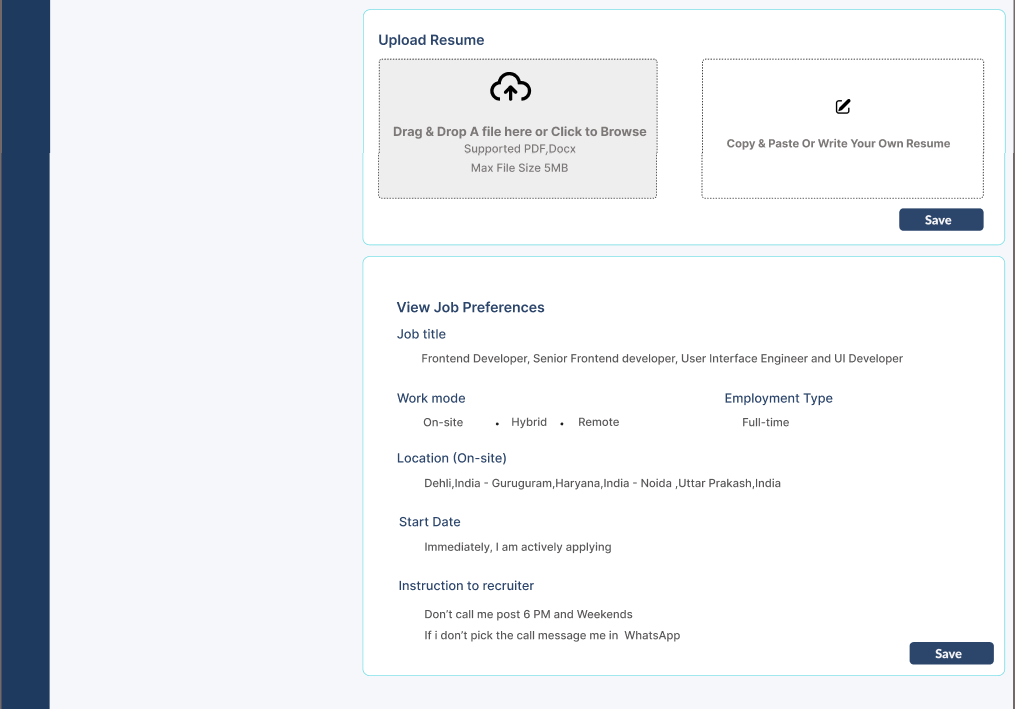 Upload Resume
Drag & Drop A file here or Click to Browse
Supported PDF,Docx
Max File Size 5MB
Copy & Paste Or Write Your Own Resume
Save
View Job Preferences
Job title
Frontend Developer, Senior Frontend developer, User Interface Engineer and UI Developer
Work mode
Employment Type
On-site • Hybrid • Remote
Full-time
Location (On-site)
Dehli,India - Guruguram,Haryana,India - Noida ,Uttar Prakash,India
Start Date
Immediately, I am actively applying
Instruction to recruiter
Don't call me post 6 PM and Weekends
If i don't pick the call message me in WhatsApp
Save